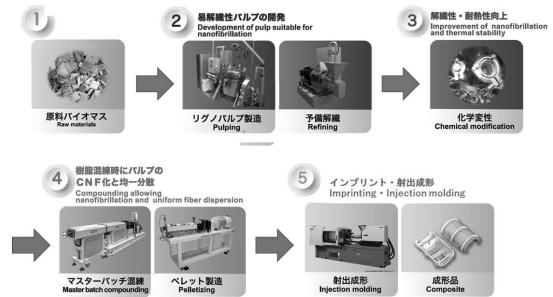 1
原料バイオマス
Raw materials
2
易解繊性パルプの開発
Development of pulp suitable for
nanofibrillation
リグノパルプ製造
Pulping
予備解繊
Refining
3
解繊性・耐熱性向上
Improvement of nanofibrillation
and thermal stability
化学変性
Chemical modification
4
樹脂混練時にパルプの
CNF化と均一分散
Compounding allowing
nanofibrillation and uniform fiber dispersion
マスターバッチ混練
Master batch compounding
ペレット製造
Pelletizing
5
インプリント・射出成形
Imprinting・Injection molding
射出成形
Injection molding
成形品
Composite